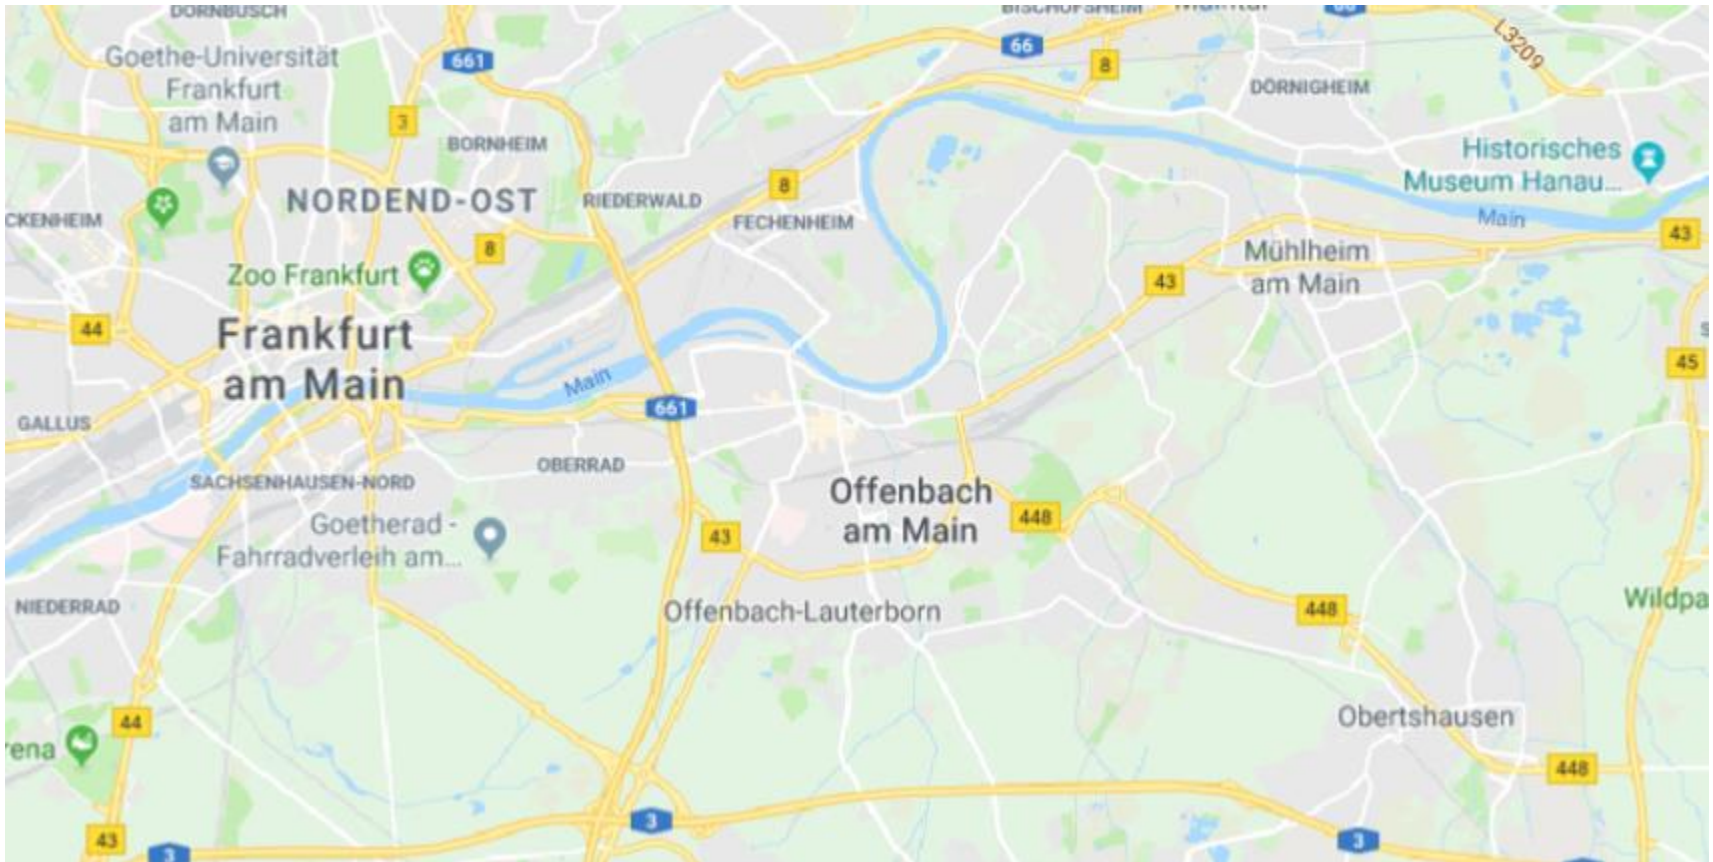 DORNBUSCH
BISCHOFSHEIM
Goethe-Universität
Frankfurt
am Main
661
66
8
L3209
DÖRNIGHEIM
3
BORNHEIM
Historisches
Museum Hanau...
NORDEND-OST
8
RIEDERWALD
FECHENHEIM
CKENHEIM
Main
43
8
Zoo Frankfurt
Mühlheim
am Main
43
44
Frankfurt
am Main
Main
45
661
GALLUS
OBERRAD
SACHSENHAUSEN-NORD
Offenbach
am Main
448
Goetherad -
Fahrradverleih am...
43
NIEDERRAD
Offenbach-Lauterborn
448
Wildpa
44
Obertshausen
rena
448
3
43
3
3